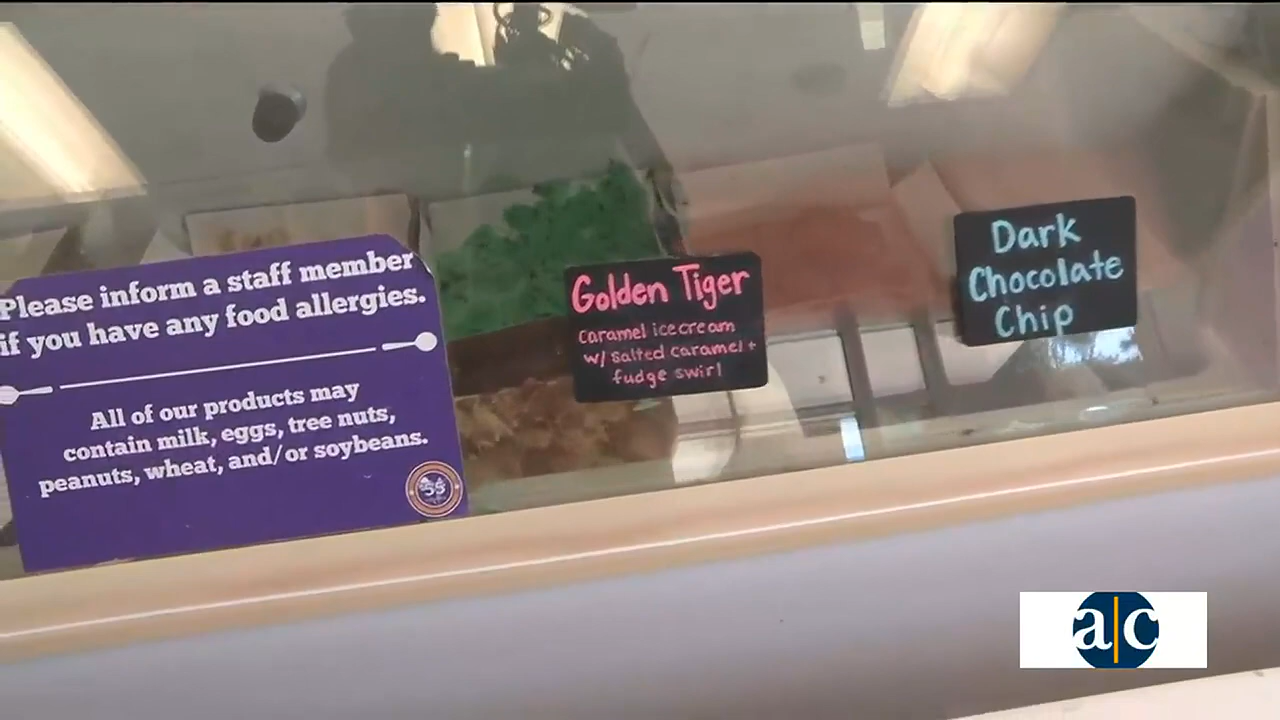 Please inform a staff member
if you have any food allergies.
All of our products may
contain milk, eggs, tree nuts,
peanuts, wheat, and/or soybeans.
55
Golden Tiger
caramel ice cream
w/ salted caramel +
fudge swirl
Dark
Chocolate
Chip
a|c